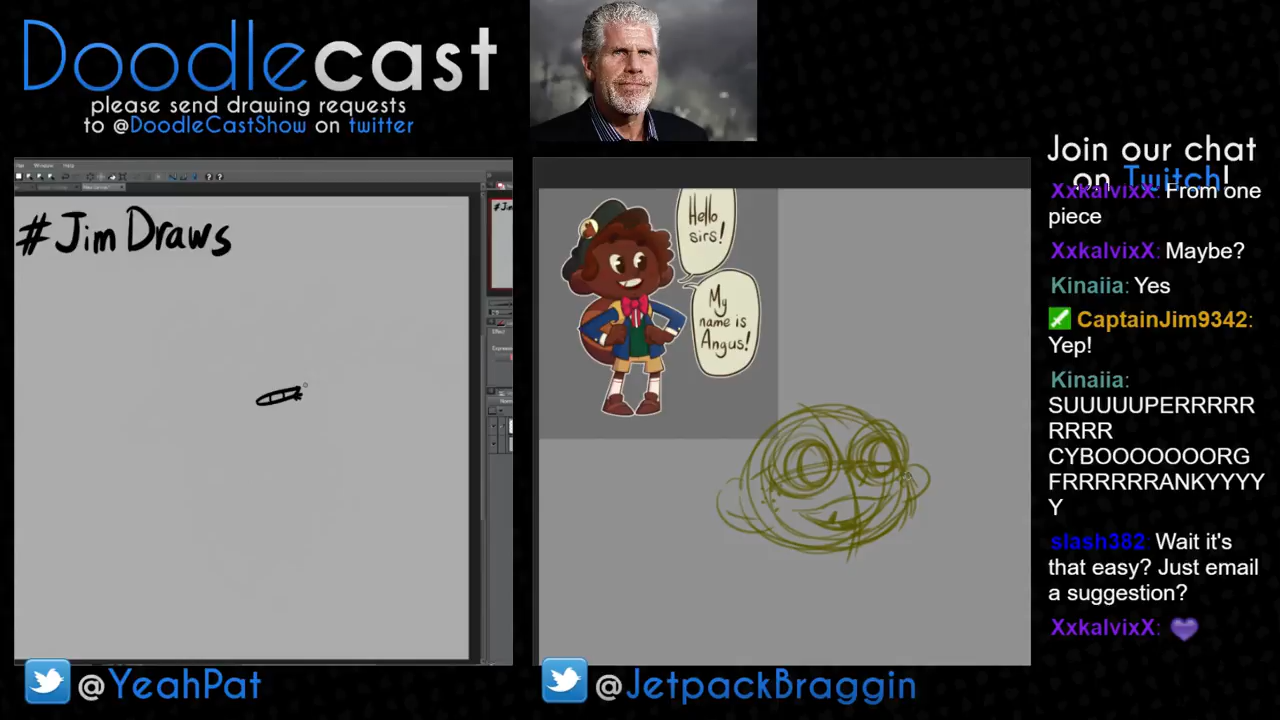 Doodlecast
please send drawing requests
to @DoodleCastShow on twitter
Window Help
#Jim Draws
Hello
sirs!
My
name is
Angus!
Join our chat
on Twitch!
XxkalvixX: From one
piece
XxkalvixX: Maybe?
Kinaiia: Yes
CaptainJim9342:
Yep!
Kinaiia:
SUUUUUPERRRRR
RRRR
CYBOOOOOOORG
FRRRRRRANKYYYY
Y
slash382: Wait it's
that easy? Just email
a suggestion?
XxkalvixX:
@YeahPat
@JetpackBraggin